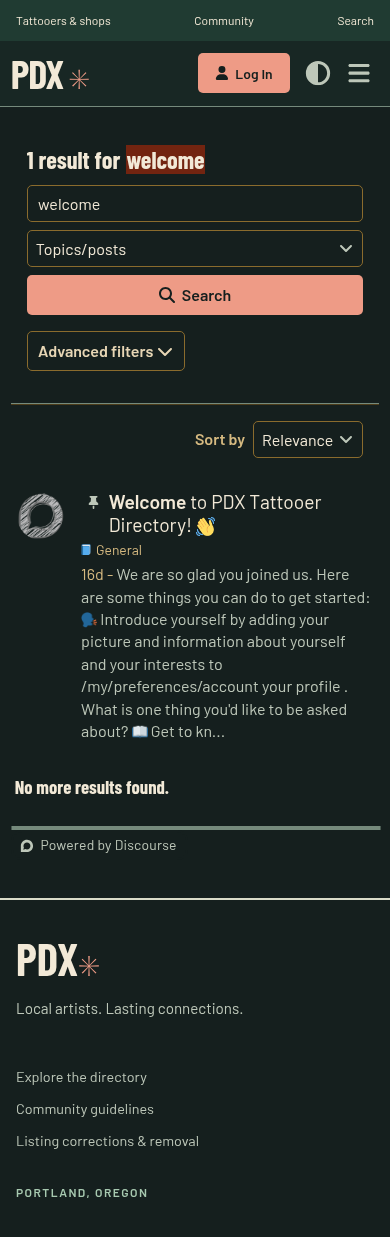 Tattooers & shops Community Search
PDX Log In
1 result for welcome
welcome
Topics/posts
Search
Advanced filters
Sort by Relevance
Welcome to PDX Tattooer
Directory! 👋
General
16d - We are so glad you joined us. Here
are some things you can do to get started:
🗣 Introduce yourself by adding your
picture and information about yourself
and your interests to
/my/preferences/account your profile .
What is one thing you'd like to be asked
about? 📖 Get to kn...
No more results found.
Powered by Discourse
PDX
Local artists. Lasting connections.
Explore the directory
Community guidelines
Listing corrections & removal
PORTLAND, OREGON